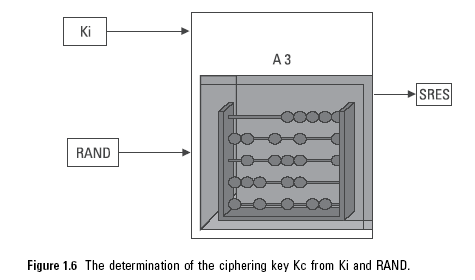 Ki
A 3
SRES
RAND
Figure 1.6 The determination of the ciphering key Kc from Ki and RAND.